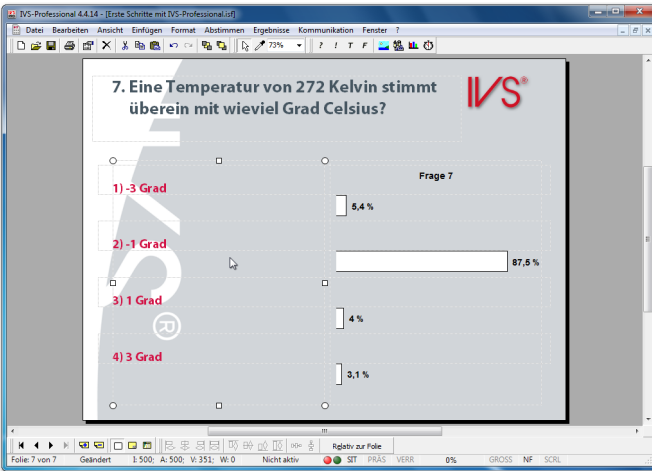 IVS-Professional 4.4.14 - [Erste Schritte mit IVS-Professional.isf]
Datei Bearbeiten Ansicht Einfügen Format Abstimmen Ergebnisse Kommunikation Fenster ?
73% ? ! T F
7. Eine Temperatur von 272 Kelvin stimmt
überein mit wieviel Grad Celsius?
IVS®
Frage 7
1) -3 Grad
5,4 %
2) -1 Grad
87,5 %
3) 1 Grad
4 %
4) 3 Grad
3,1 %
IVS®
Relativ zur Folie
Folie: 7 von 7 Geändert I: 500; A: 500; V: 351; W: 0 Nicht aktiv SIT PRÄS VERR 0% GROSS NF SCRL